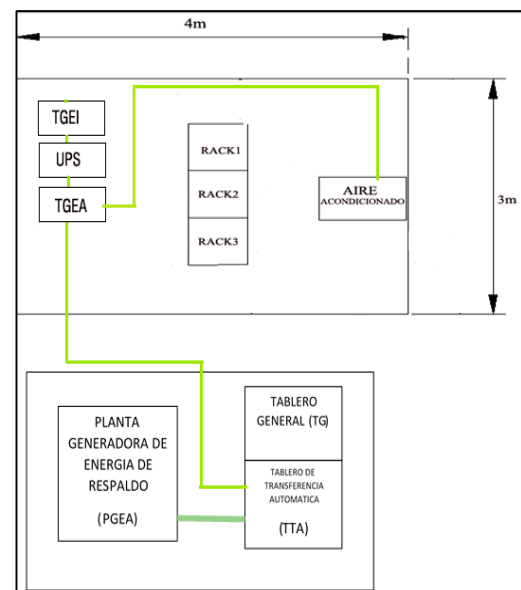 4m
TGEI
UPS
TGEA
RACK1
RACK2
RACK3
AIRE
ACONDICIONADO
3m
PLANTA
GENERADORA DE
ENERGIA DE
RESPALDO
(PGEA)
TABLERO
GENERAL (TG)
TABLERO DE
TRANSFERENCIA
AUTOMATICA
(TTA)